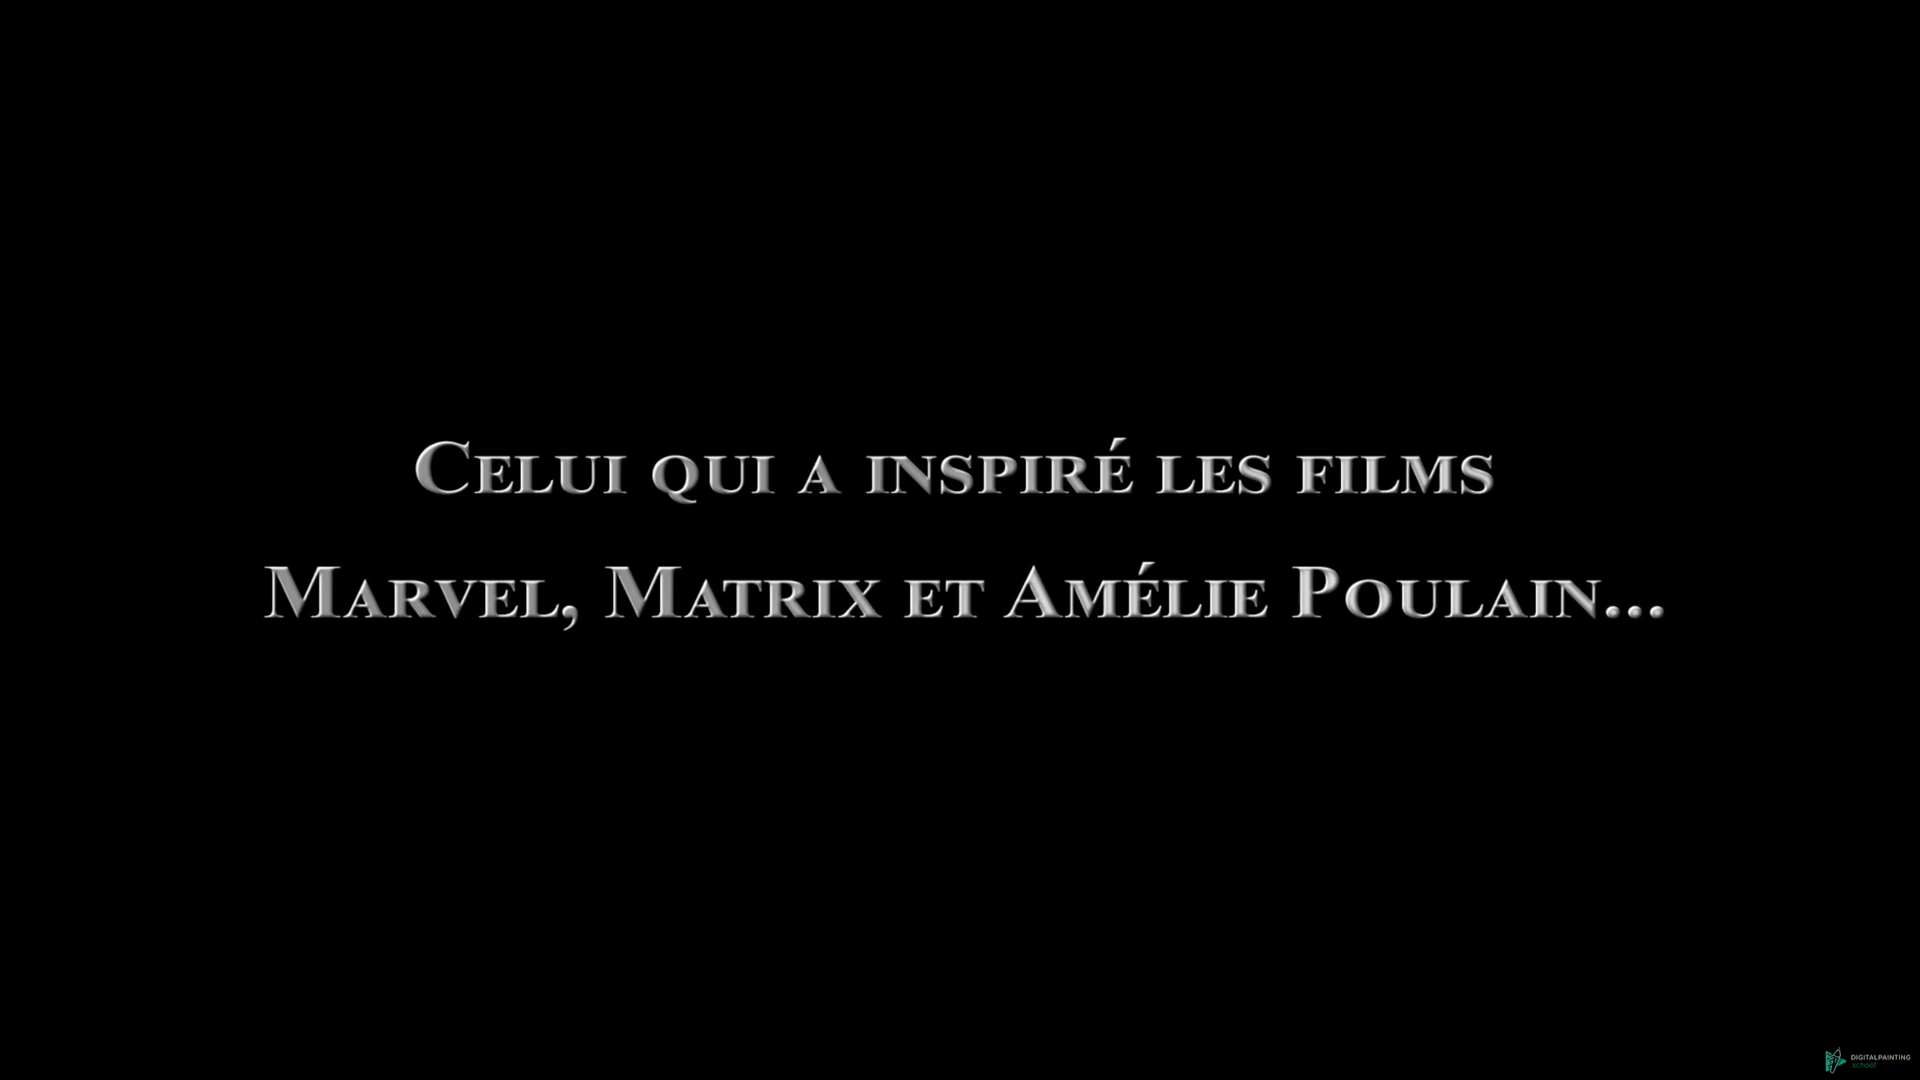 Celui qui a inspiré les films
Marvel, Matrix et Amélie Poulain...
DIGITALPAINTING
school